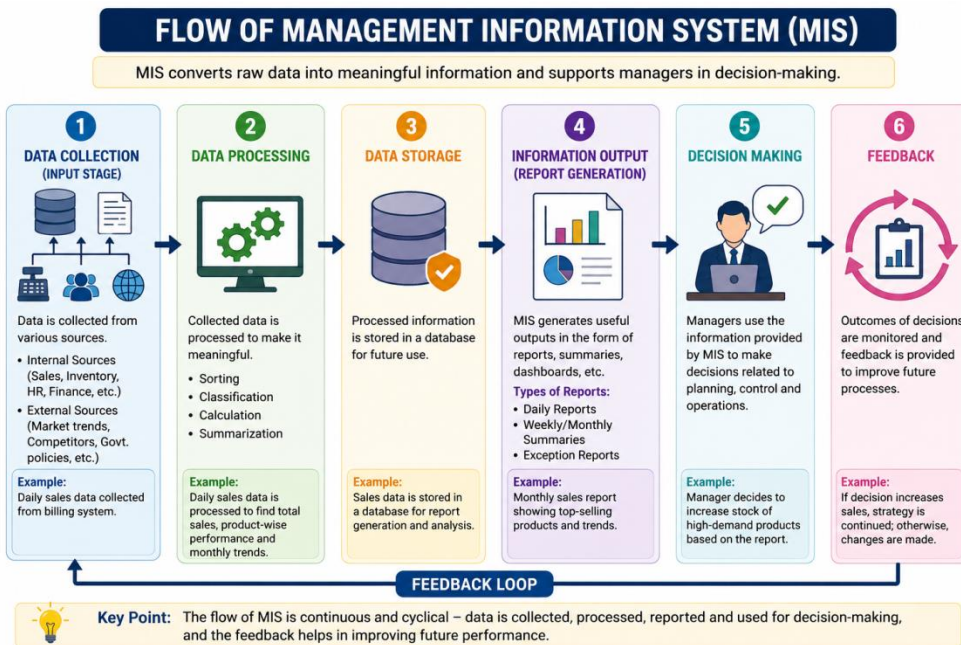 FLOW OF MANAGEMENT INFORMATION SYSTEM (MIS)
MIS converts raw data into meaningful information and supports managers in decision-making.
1
DATA COLLECTION
(INPUT STAGE)
Data is collected from
various sources.
• Internal Sources
(Sales, Inventory,
HR, Finance, etc.)
• External Sources
(Market trends,
Competitors, Govt.
policies, etc.)
Example:
Daily sales data collected
from billing system.
2
DATA PROCESSING
Collected data is
processed to make it
meaningful.
• Sorting
• Classification
• Calculation
• Summarization
Example:
Daily sales data is
processed to find total
sales, product-wise
performance and
monthly trends.
3
DATA STORAGE
Processed information
is stored in a database
for future use.
Example:
Sales data is stored in
a database for report
generation and analysis.
4
INFORMATION OUTPUT
(REPORT GENERATION)
MIS generates useful
outputs in the form of
reports, summaries,
dashboards, etc.
Types of Reports:
• Daily Reports
• Weekly/Monthly
Summaries
• Exception Reports
Example:
Monthly sales report
showing top-selling
products and trends.
5
DECISION MAKING
Managers use the
information provided
by MIS to make
decisions related to
planning, control and
operations.
Example:
Manager decides to
increase stock of
high-demand products
based on the report.
6
FEEDBACK
Outcomes of decisions
are monitored and
feedback is provided
to improve future
processes.
Example:
If decision increases
sales, strategy is
continued; otherwise,
changes are made.
FEEDBACK LOOP
Key Point: The flow of MIS is continuous and cyclical – data is collected, processed, reported and used for decision-making,
and the feedback helps in improving future performance.